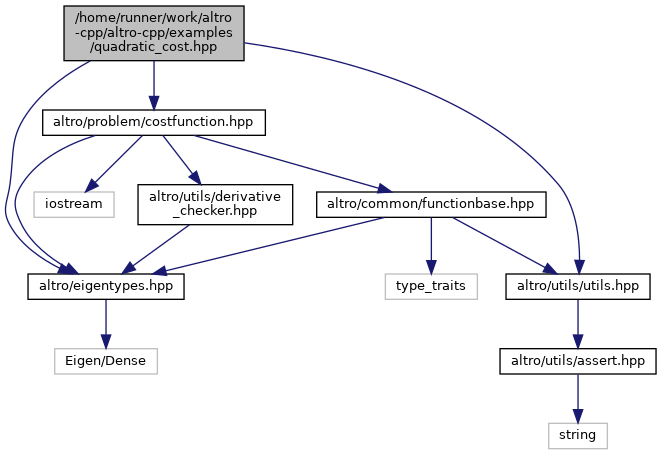 /home/runner/work/altro
-cpp/altro-cpp/examples
/quadratic_cost.hpp
altro/problem/costfunction.hpp
iostream
altro/utils/derivative
_checker.hpp
altro/common/functionbase.hpp
altro/eigentypes.hpp
type_traits
altro/utils/utils.hpp
Eigen/Dense
altro/utils/assert.hpp
string